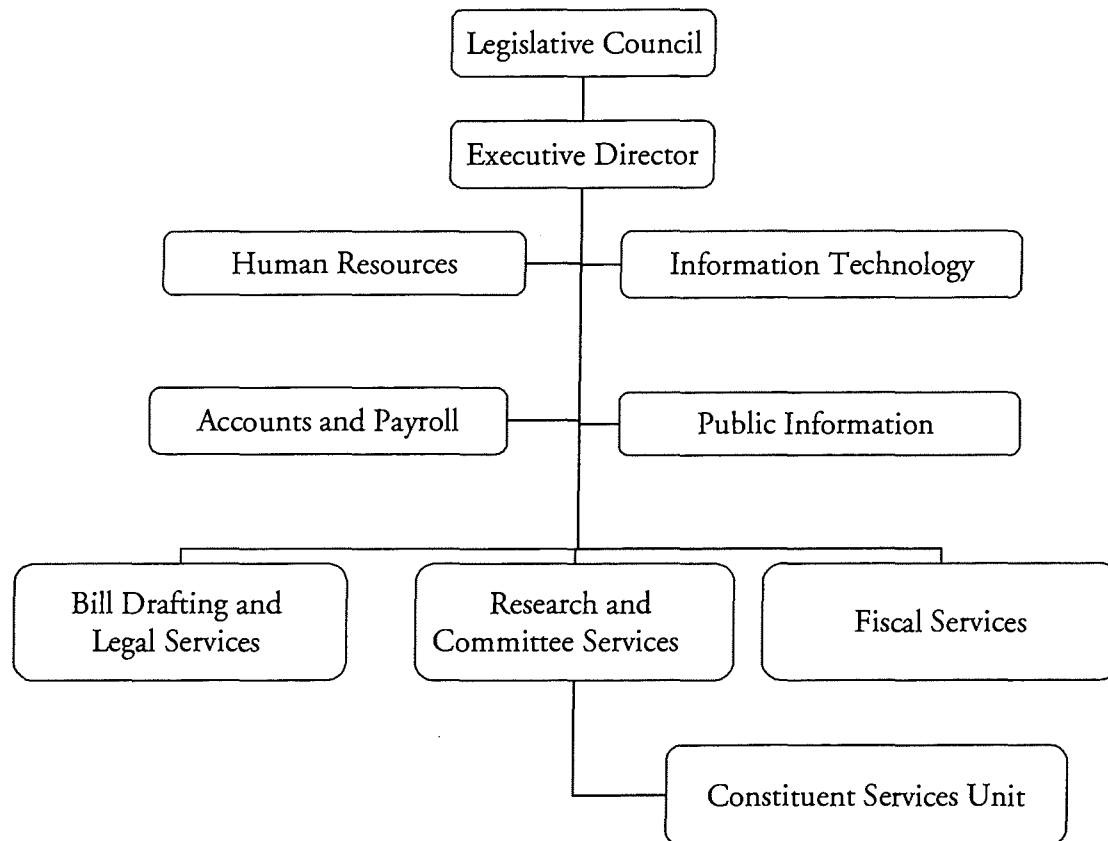 Legislative Council
Executive Director
Human Resources
Information Technology
Accounts and Payroll
Public Information
Bill Drafting and
Legal Services
Research and
Committee Services
Fiscal Services
Constituent Services Unit